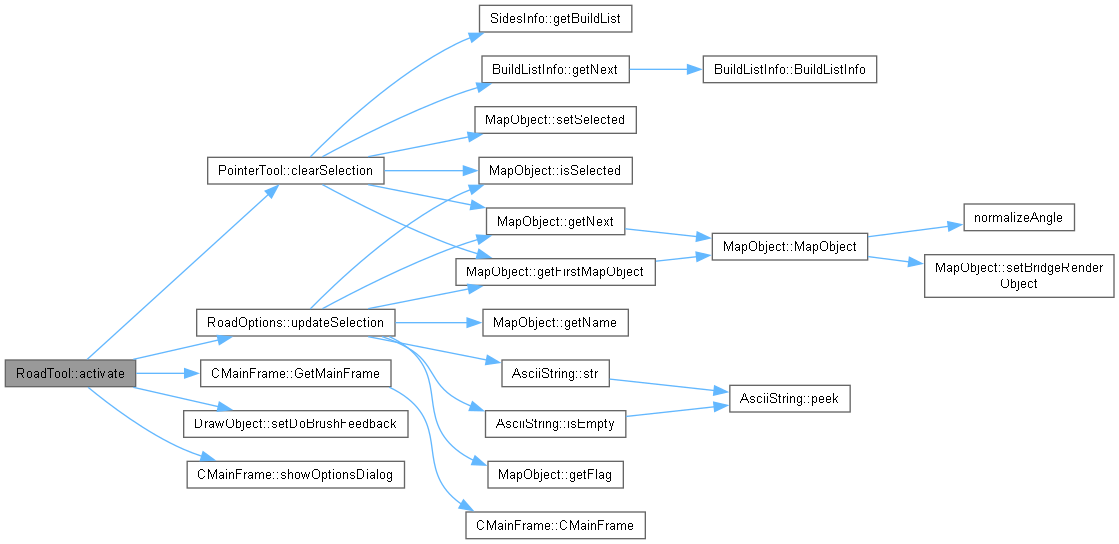 SidesInfo::getBuildList
BuildListInfo::getNext
BuildListInfo::BuildListInfo
MapObject::setSelected
PointerTool::clearSelection
MapObject::isSelected
MapObject::getNext
normalizeAngle
MapObject::MapObject
MapObject::getFirstMapObject
MapObject::setBridgeRender
Object
RoadOptions::updateSelection
MapObject::getName
RoadTool::activate
CMainFrame::GetMainFrame
AsciiString::str
AsciiString::peek
DrawObject::setDoBrushFeedback
AsciiString::isEmpty
CMainFrame::showOptionsDialog
MapObject::getFlag
CMainFrame::CMainFrame